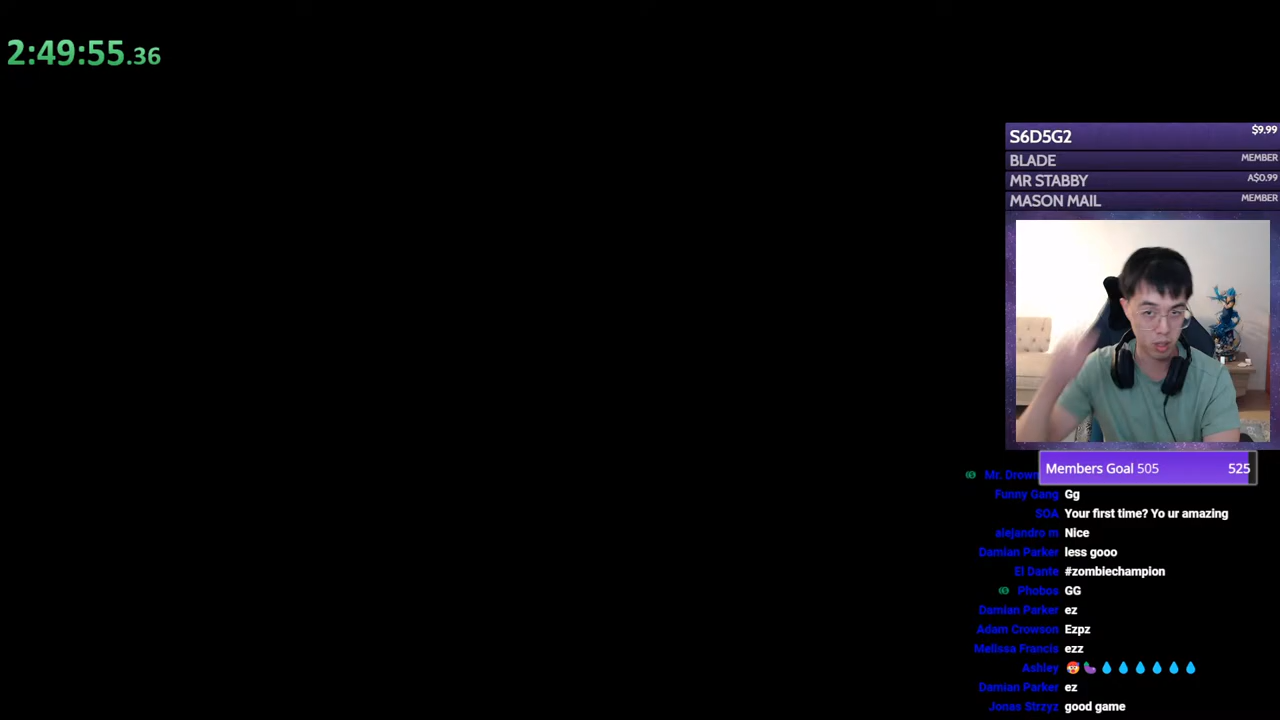 2:49:55.36
S6D5G2 $9.99
BLADE MEMBER
MR STABBY A$0.99
MASON MAIL MEMBER
Members Goal 505 525
Mr.
Funny Gang Gg
SOA Your first time? Yo ur amazing
alejandro m Nice
Damian Parker less gooo
El Dante #zombiechampion
Phobos GG
Damian Parker ez
Adam Crowson Ezpz
Melissa Francis ezz
Ashley
Damian Parker ez
Jonas Strzyz good game